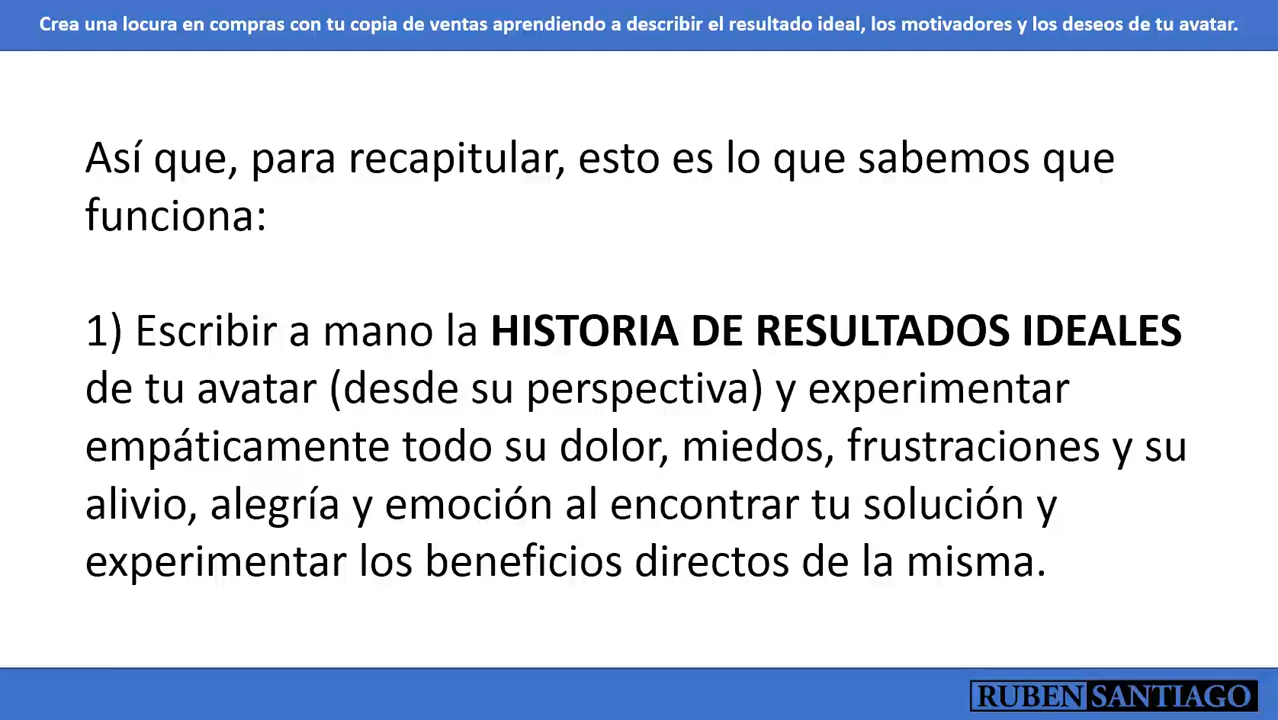 Crea una locura en compras con tu copia de ventas aprendiendo a describir el resultado ideal, los motivadores y los deseos de tu avatar.
Así que, para recapitular, esto es lo que sabemos que
funciona:
1) Escribir a mano la HISTORIA DE RESULTADOS IDEALES
de tu avatar (desde su perspectiva) y experimentar
empáticamente todo su dolor, miedos, frustraciones y su
alivio, alegría y emoción al encontrar tu solución y
experimentar los beneficios directos de la misma.
RUBEN SANTIAGO